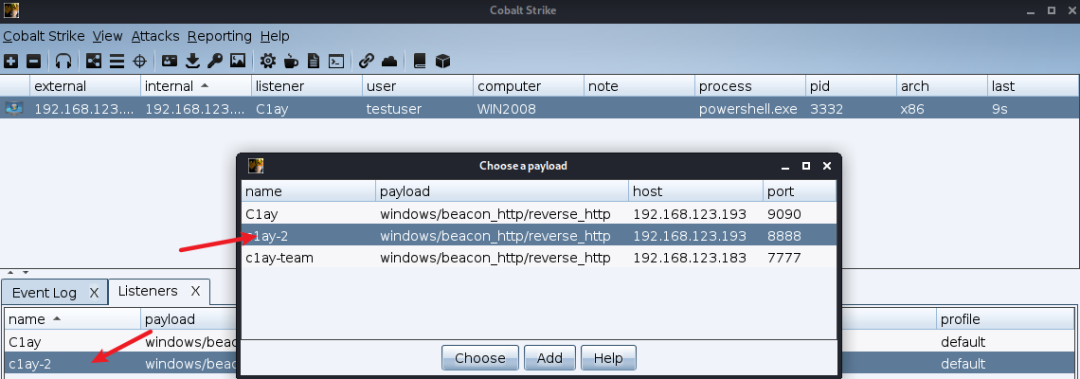 Cobalt Strike
Cobalt Strike View Attacks Reporting Help
external internal listener user computer note process pid arch last
192.168.123.... 192.168.123.... C1ay testuser WIN2008 powershell.exe 3332 x86 9s
Choose a payload
name payload host port
C1ay windows/beacon_http/reverse_http 192.168.123.193 9090
c1ay-2 windows/beacon_http/reverse_http 192.168.123.193 8888
c1ay-team windows/beacon_http/reverse_http 192.168.123.183 7777
Choose Add Help
Event Log X Listeners X
name payload profile
C1ay windows/beac default
c1ay-2 windows/beac default